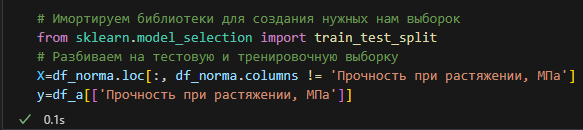 # Имортируем библиотеки для создания нужных нам выборок
from sklearn.model_selection import train_test_split
# Разбиваем на тестовую и тренировочную выборку
X=df_norma.loc[:, df_norma.columns != 'Прочность при растяжении, МПа']
y=df_a[['Прочность при растяжении, МПа']]
0.1s